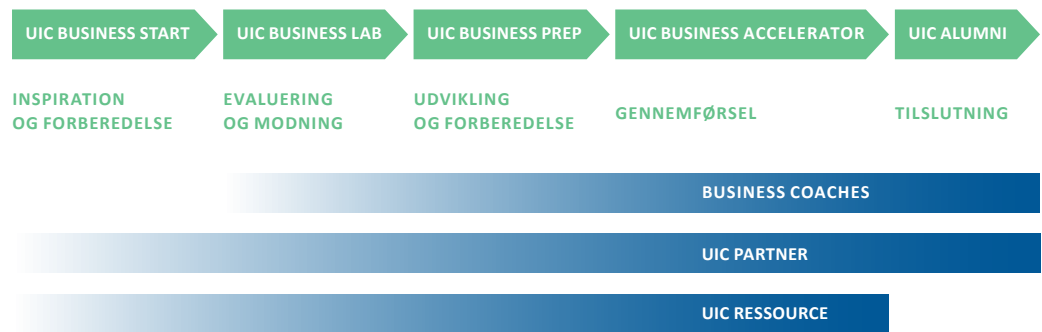 UIC BUSINESS START
UIC BUSINESS LAB
UIC BUSINESS PREP
UIC BUSINESS ACCELERATOR
UIC ALUMNI
INSPIRATION
OG FORBEREDELSE
EVALUERING
OG MODNING
UDVIKLING
OG FORBEREDELSE
GENNEMFØRSEL
TILSLUTNING
BUSINESS COACHES
UIC PARTNER
UIC RESSOURCE